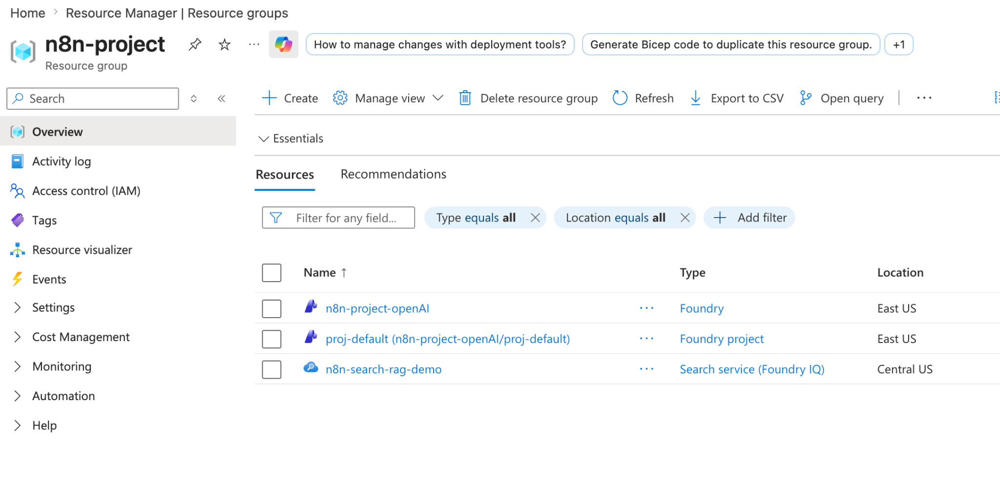 Home > Resource Manager | Resource groups
n8n-project
Resource group
How to manage changes with deployment tools?
Generate Bicep code to duplicate this resource group.
+1
Search
Create
Manage view
Delete resource group
Refresh
Export to CSV
Open query
Overview
Activity log
Access control (IAM)
Tags
Resource visualizer
Events
Settings
Cost Management
Monitoring
Automation
Help
Essentials
Resources
Recommendations
Filter for any field...
Type equals all
Location equals all
Add filter
Name ↑ Type Location
n8n-project-openAI ... Foundry East US
proj-default (n8n-project-openAI/proj-default) ... Foundry project East US
n8n-search-rag-demo ... Search service (Foundry IQ) Central US